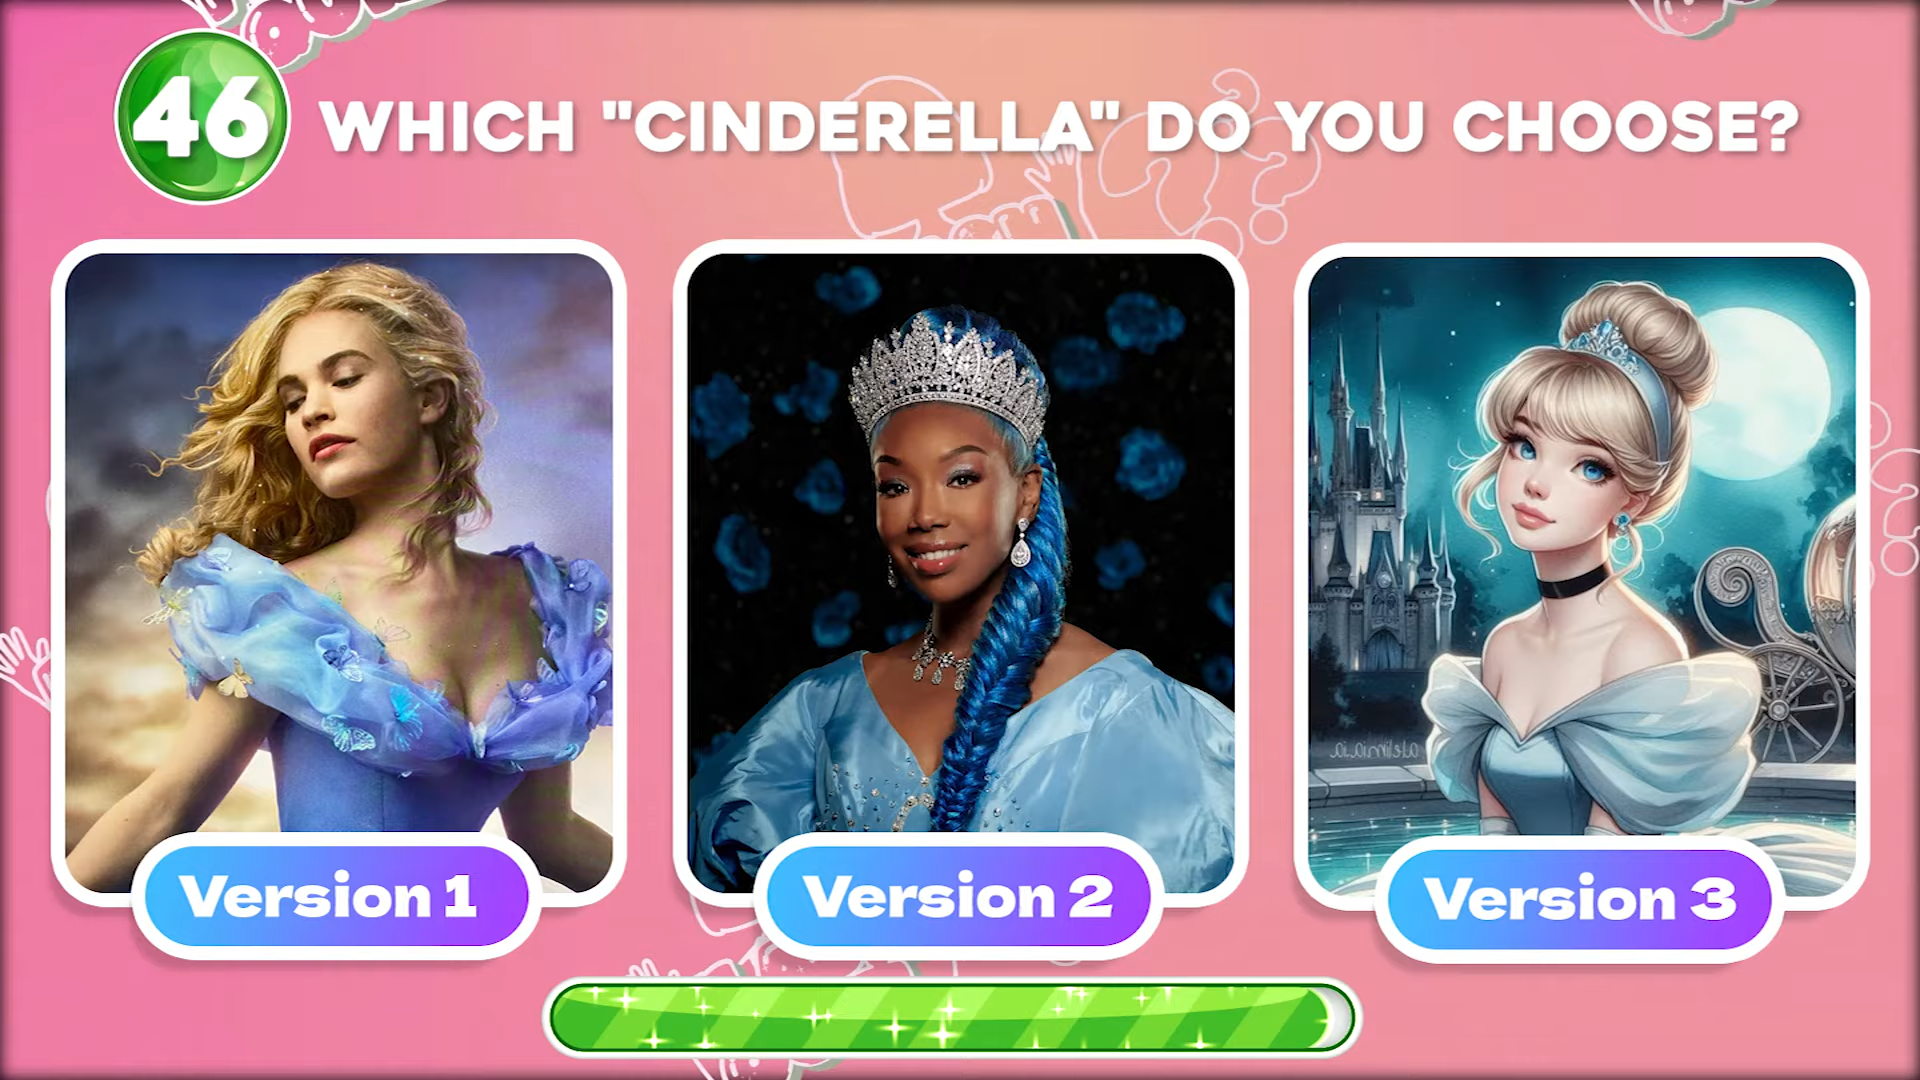 46
WHICH "CINDERELLA" DO YOU CHOOSE?
Version 1
Version 2
Version 3